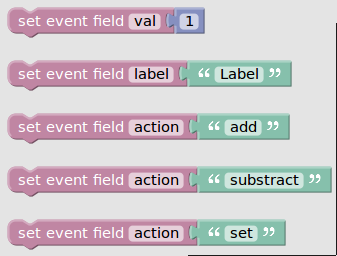 set event field val 1
set event field label “ Label ”
set event field action “ add ”
set event field action “ substract ”
set event field action “ set ”